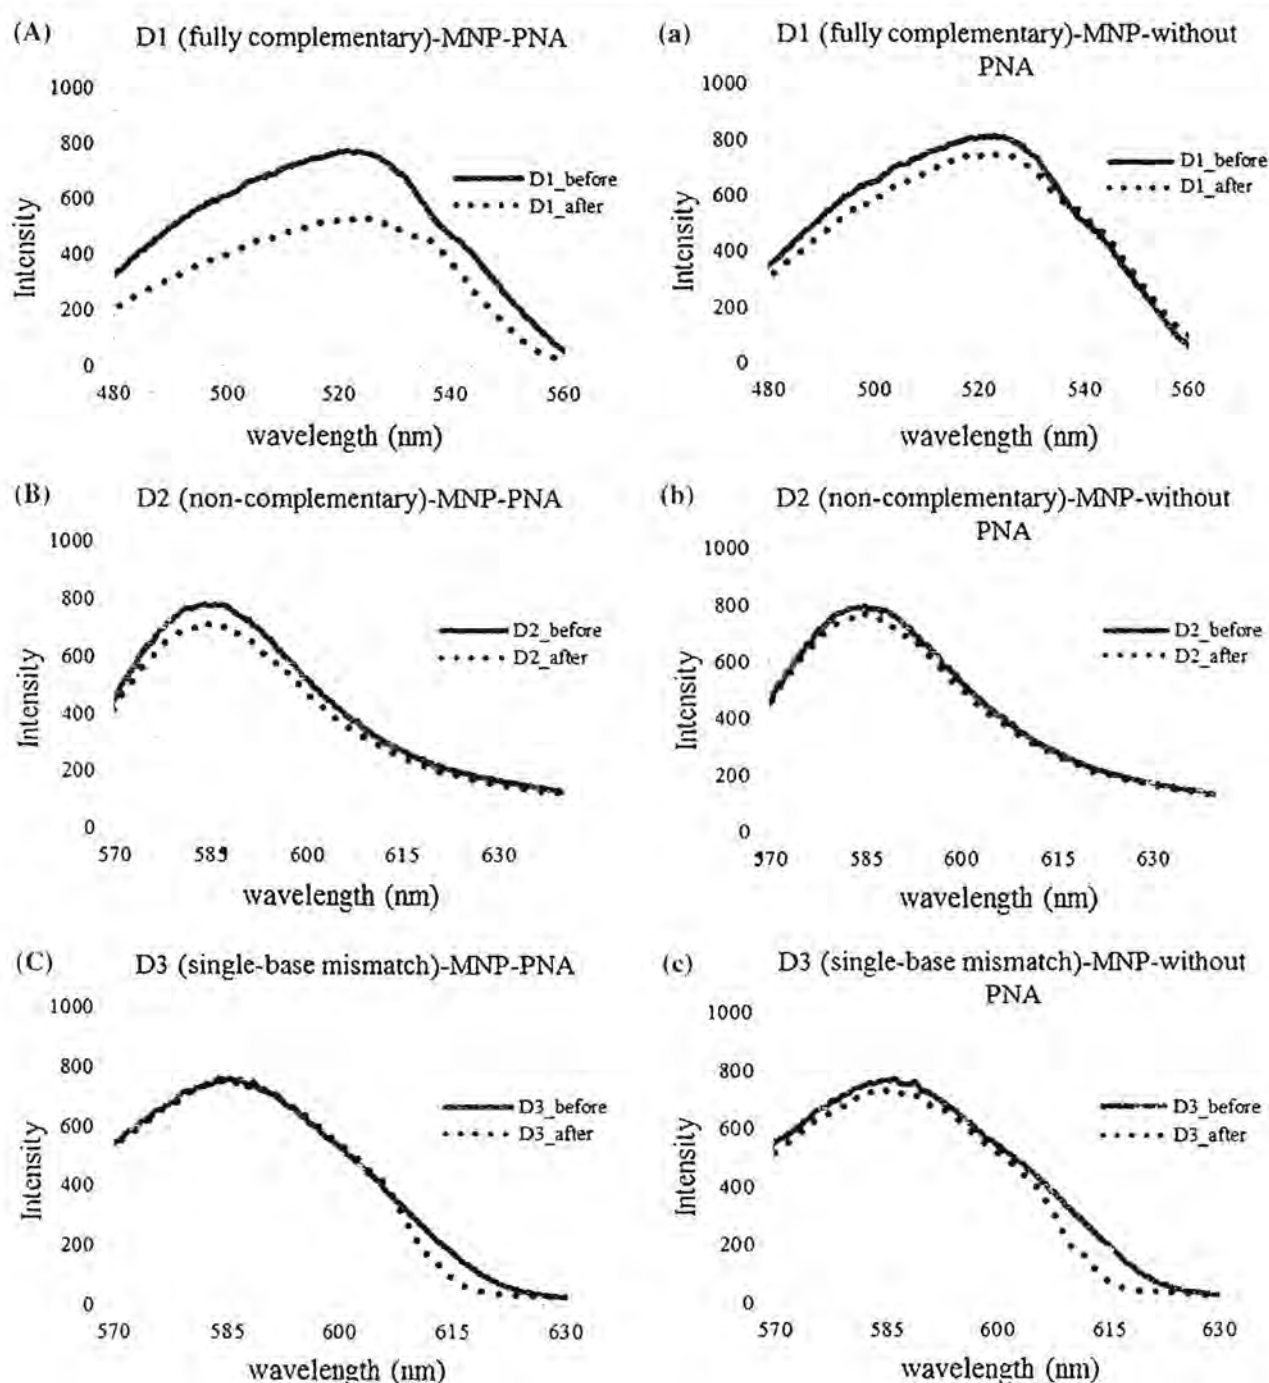 (A) D1 (fully complementary)-MNP-PNA
1000
800
600
400
200
0
Intensity
D1_before
D1_after
480 500 520 540 560
wavelength (nm)
(a) D1 (fully complementary)-MNP-without
PNA
1000
800
600
400
200
0
Intensity
D1_before
D1_after
480 500 520 540 560
wavelength (nm)
(B) D2 (non-complementary)-MNP-PNA
1000
800
600
400
200
0
Intensity
D2_before
D2_after
570 585 600 615 630
wavelength (nm)
(b) D2 (non-complementary)-MNP-without
PNA
1000
800
600
400
200
0
Intensity
D2_before
D2_after
570 585 600 615 630
wavelength (nm)
(C) D3 (single-base mismatch)-MNP-PNA
1000
800
600
400
200
0
Intensity
D3_before
D3_after
570 585 600 615 630
wavelength (nm)
(c) D3 (single-base mismatch)-MNP-without
PNA
1000
800
600
400
200
0
Intensity
D3_before
D3_after
570 585 600 615 630
wavelength (nm)